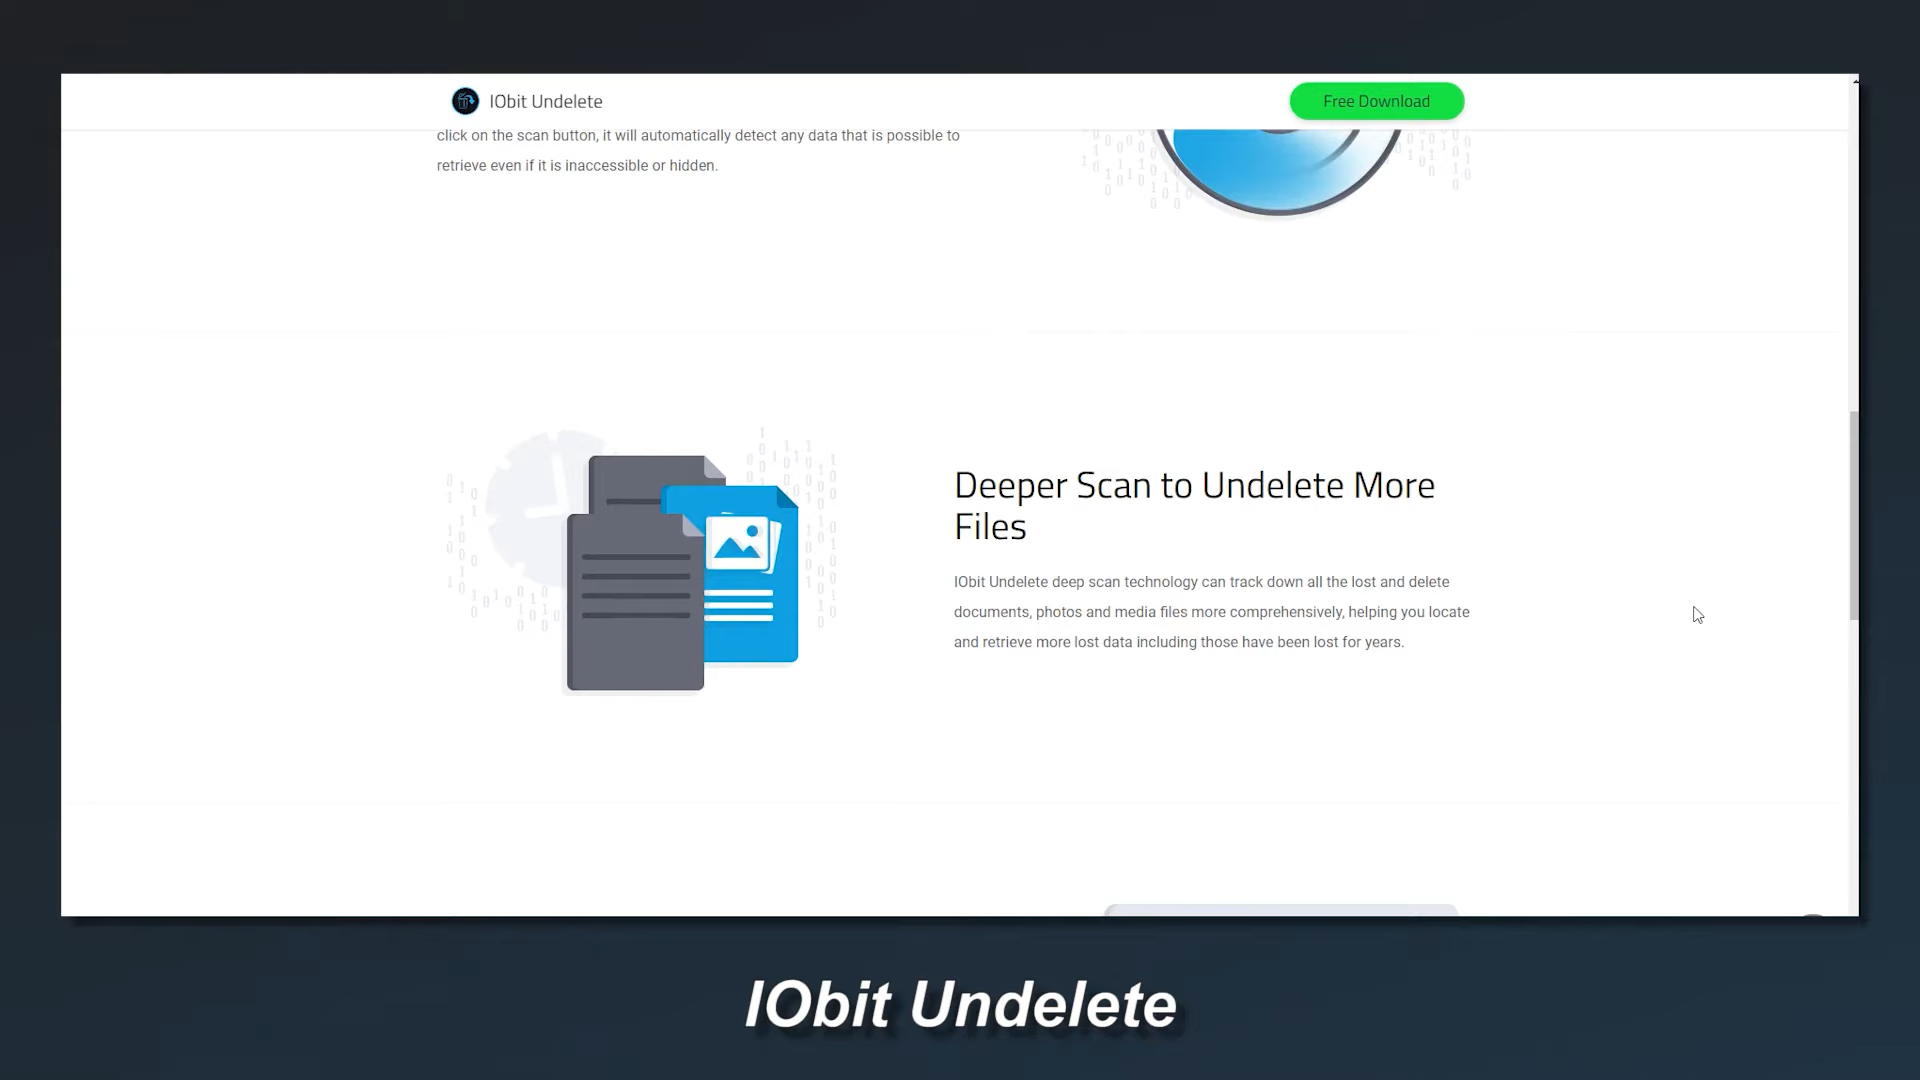 IObit Undelete
Free Download
click on the scan button, it will automatically detect any data that is possible to
retrieve even if it is inaccessible or hidden.
Deeper Scan to Undelete More
Files
IObit Undelete deep scan technology can track down all the lost and delete
documents, photos and media files more comprehensively, helping you locate
and retrieve more lost data including those have been lost for years.
IObit Undelete